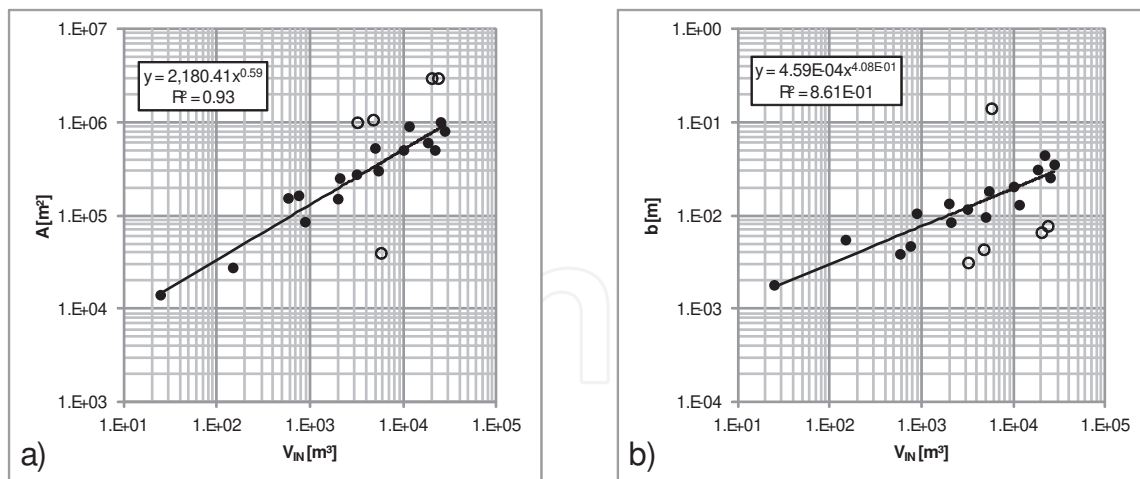 1.E+07
1.E+06
1.E+05
1.E+04
1.E+03
A [m²]
y = 2,180.41x^0.59
R² = 0.93
1.E+01 1.E+02 1.E+03 1.E+04 1.E+05
V_IN [m³]
a)
1.E+00
1.E-01
1.E-02
1.E-03
1.E-04
b [m]
y = 4.59E-04x^4.08E-01
R² = 8.61E-01
1.E+01 1.E+02 1.E+03 1.E+04 1.E+05
V_IN [m³]
b)